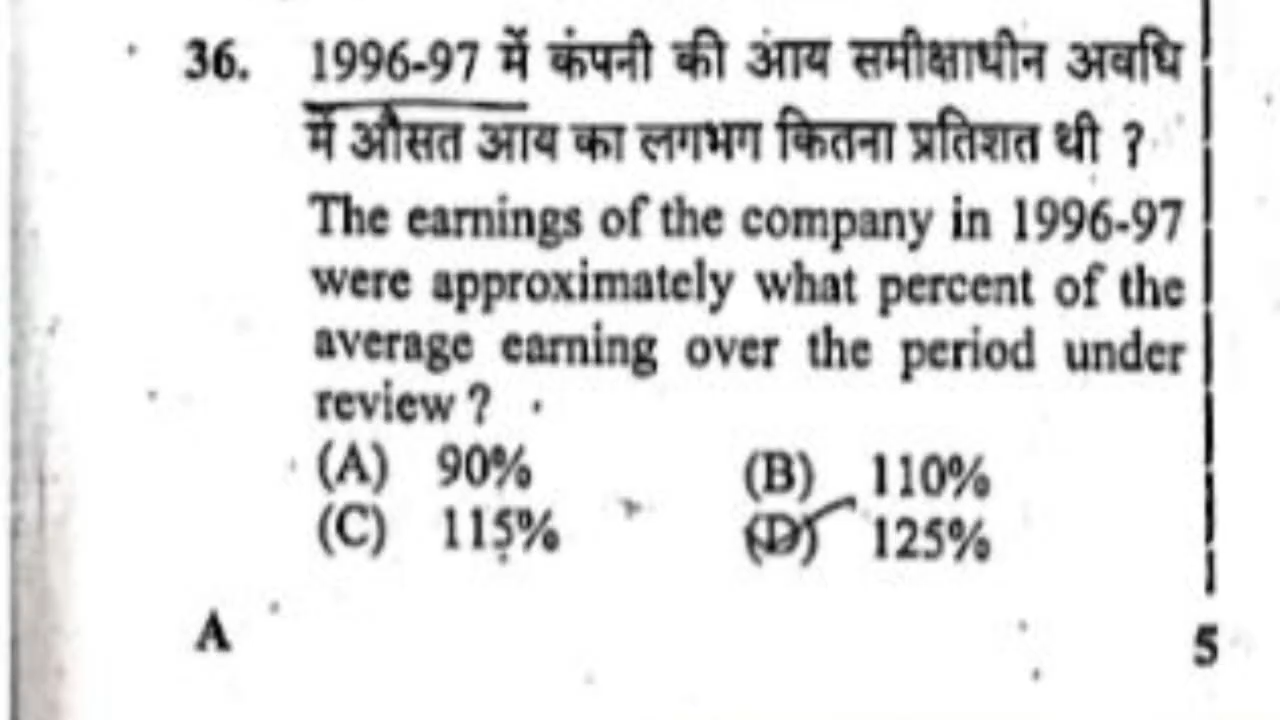 36. 1996-97 में कंपनी की आय समीक्षाधीन अवधि
में औसत आय का लगभग कितना प्रतिशत थी ?
The earnings of the company in 1996-97
were approximately what percent of the
average earning over the period under
review ?
(A) 90% (B) 110%
(C) 115% (D) 125%
A 5